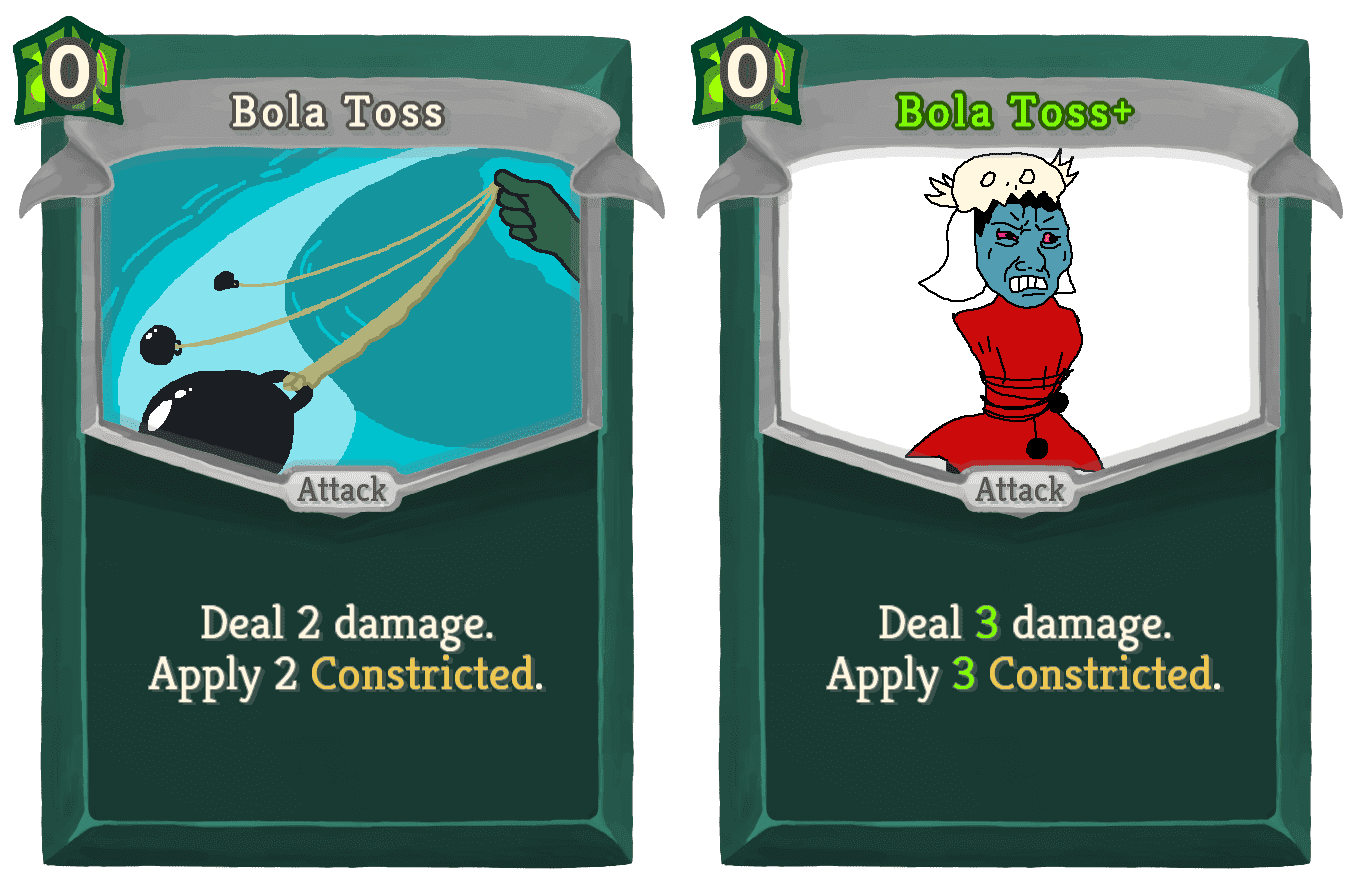 0
Bola Toss
Attack
Deal 2 damage.
Apply 2 Constricted.
0
Bola Toss+
Attack
Deal 3 damage.
Apply 3 Constricted.